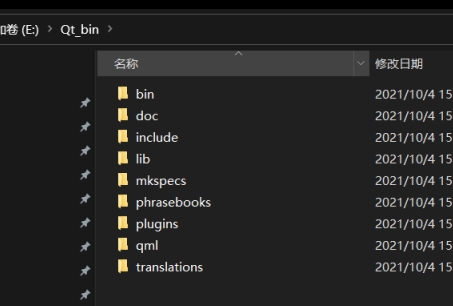 加卷 (E:) > Qt_bin >
名称 修改日期
bin 2021/10/4 15
doc 2021/10/4 15
include 2021/10/4 15
lib 2021/10/4 15
mkspecs 2021/10/4 15
phrasebooks 2021/10/4 15
plugins 2021/10/4 15
qml 2021/10/4 15
translations 2021/10/4 15